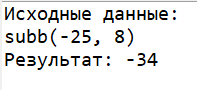 Исходные данные:
subb(-25, 8)
Результат: -34